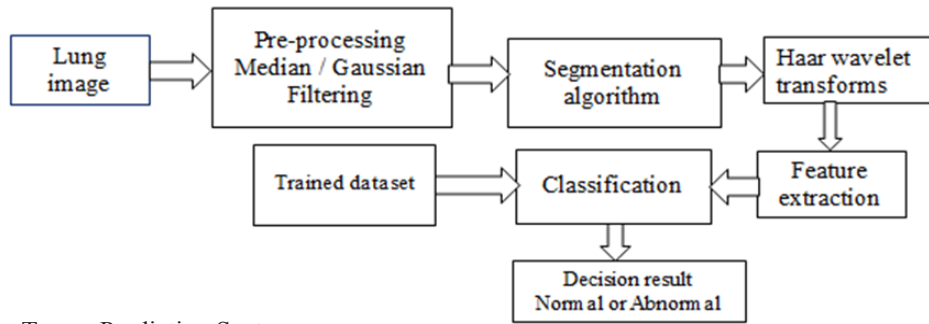 Lung
image
Pre-processing
Median / Gaussian
Filtering
Segmentation
algorithm
Haar wavelet
transforms
Trained dataset
Classification
Feature
extraction
Decision result
Normal or Abnormal